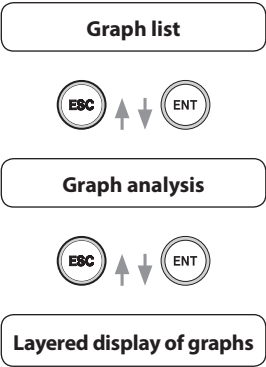 Graph list
ESC ENT
Graph analysis
ESC ENT
Layered display of graphs